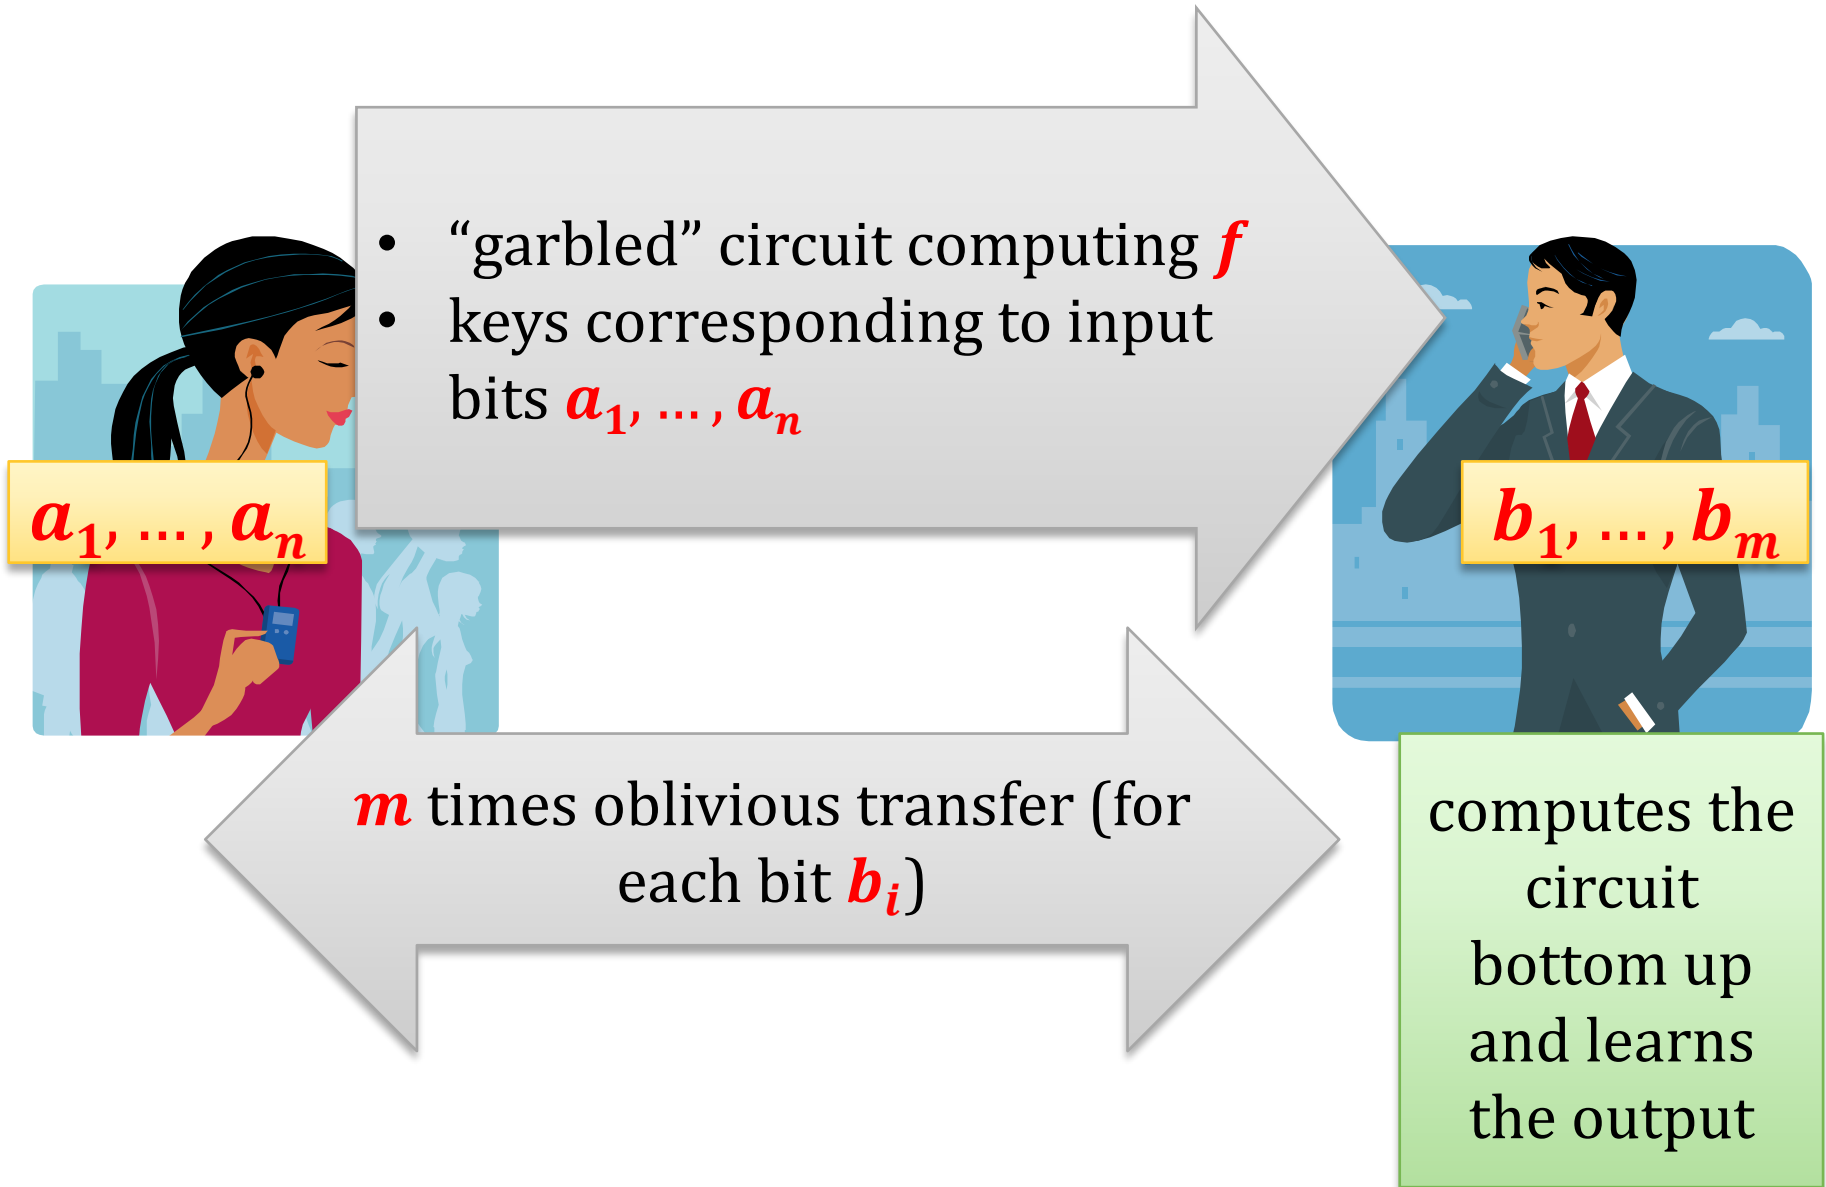 • “garbled” circuit computing f
• keys corresponding to input
bits a₁, … , aₙ
a₁, … , aₙ
b₁, … , bₘ
m times oblivious transfer (for
each bit bᵢ)
computes the
circuit
bottom up
and learns
the output